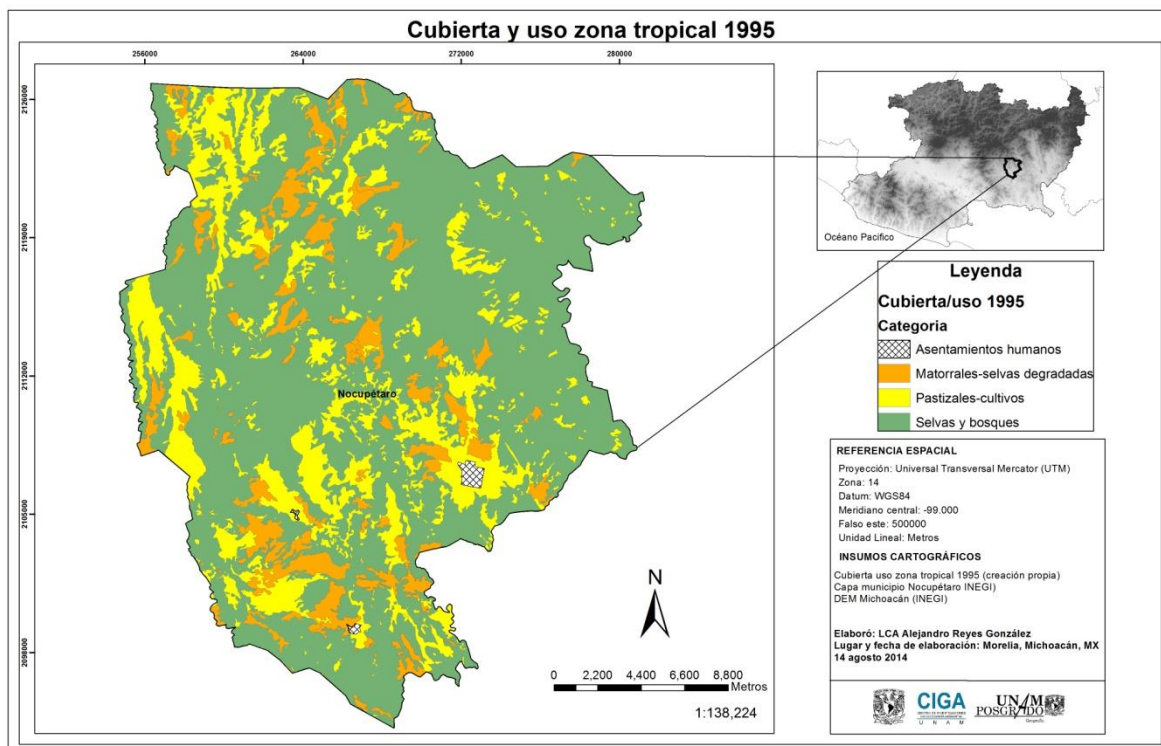 Cubierta y uso zona tropical 1995
256000
264000
272000
280000
2126000
2119000
2112000
2105000
2098000
Nocupétaro
N
0 2,200 4,400 6,600 8,800
Metros
1:138,224
Océano Pacifico
Leyenda
Cubierta/uso 1995
Categoria
Asentamientos humanos
Matorrales-selvas degradadas
Pastizales-cultivos
Selvas y bosques
REFERENCIA ESPACIAL
Proyección: Universal Transversal Mercator (UTM)
Zona: 14
Datum: WGS84
Meridiano central: -99.000
Falso este: 500000
Unidad Lineal: Metros
INSUMOS CARTOGRÁFICOS
Cubierta uso zona tropical 1995 (creación propia)
Capa municipio Nocupétaro INEGI)
DEM Michoacán (INEGI)
Elaboró: LCA Alejandro Reyes González
Lugar y fecha de elaboración: Morelia, Michoacán, MX
14 agosto 2014
CIGA
UNAM
UNAM
POSGRADO
Geografía